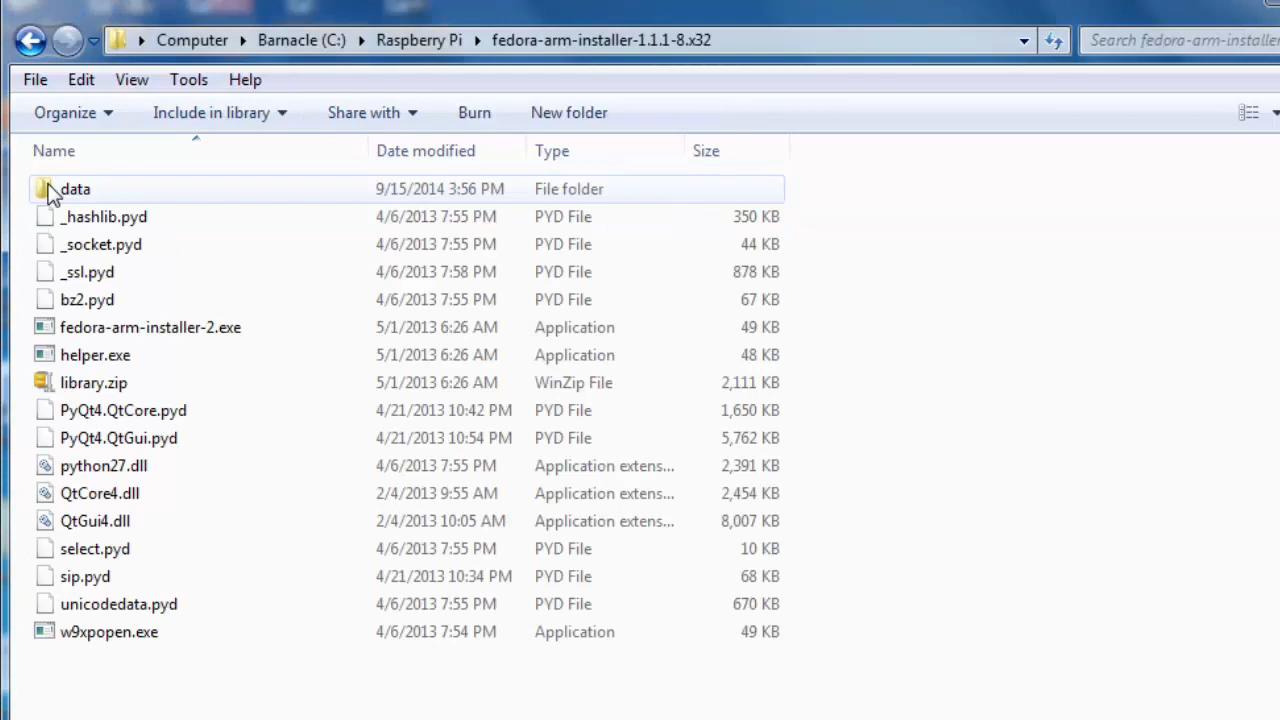 Computer Barnacle (C:) Raspberry Pi fedora-arm-installer-1.1.1-8.x32 Search fedora-arm-installer
File Edit View Tools Help
Organize Include in library Share with Burn New folder
Name Date modified Type Size
data 9/15/2014 3:56 PM File folder
_hashlib.pyd 4/6/2013 7:55 PM PYD File 350 KB
_socket.pyd 4/6/2013 7:55 PM PYD File 44 KB
_ssl.pyd 4/6/2013 7:58 PM PYD File 878 KB
bz2.pyd 4/6/2013 7:55 PM PYD File 67 KB
fedora-arm-installer-2.exe 5/1/2013 6:26 AM Application 49 KB
helper.exe 5/1/2013 6:26 AM Application 48 KB
library.zip 5/1/2013 6:26 AM WinZip File 2,111 KB
PyQt4.QtCore.pyd 4/21/2013 10:42 PM PYD File 1,650 KB
PyQt4.QtGui.pyd 4/21/2013 10:54 PM PYD File 5,762 KB
python27.dll 4/6/2013 7:55 PM Application extens... 2,391 KB
QtCore4.dll 2/4/2013 9:55 AM Application extens... 2,454 KB
QtGui4.dll 2/4/2013 10:05 AM Application extens... 8,007 KB
select.pyd 4/6/2013 7:55 PM PYD File 10 KB
sip.pyd 4/21/2013 10:34 PM PYD File 68 KB
unicodedata.pyd 4/6/2013 7:55 PM PYD File 670 KB
w9xpopen.exe 4/6/2013 7:54 PM Application 49 KB